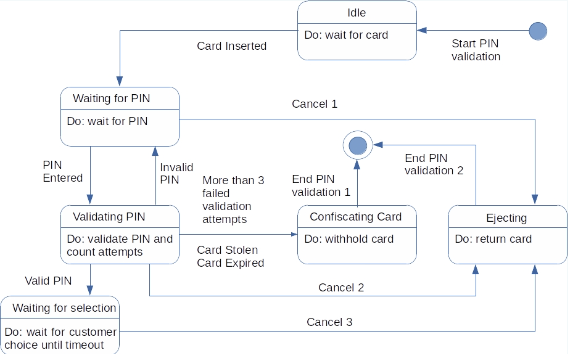 Idle
Do: wait for card
Start PIN
validation
Card Inserted
Waiting for PIN
Do: wait for PIN
Cancel 1
PIN
Entered
Invalid
PIN
More than 3
failed
validation
attempts
End PIN
validation 1
End PIN
validation 2
Validating PIN
Do: validate PIN and
count attempts
Card Stolen
Card Expired
Confiscating Card
Do: withhold card
Ejecting
Do: return card
Valid PIN
Cancel 2
Waiting for selection
Do: wait for customer
choice until timeout
Cancel 3